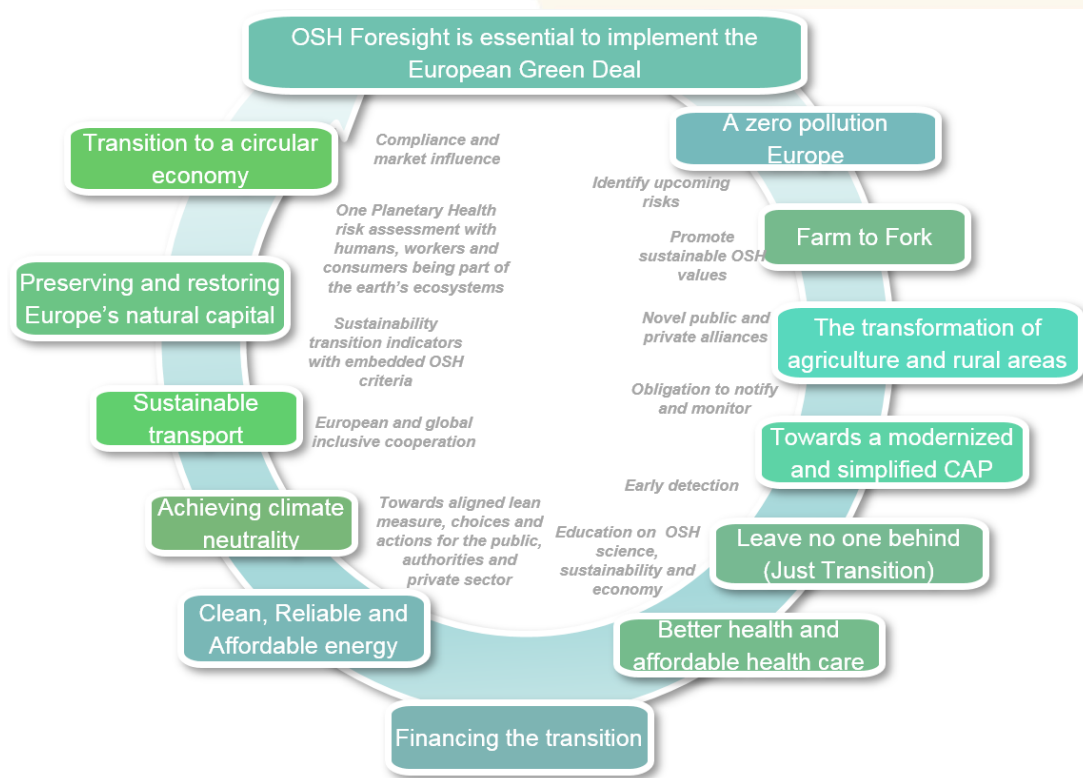 OSH Foresight is essential to implement the
European Green Deal
A zero pollution
Europe
Farm to Fork
The transformation of
agriculture and rural areas
Towards a modernized
and simplified CAP
Leave no one behind
(Just Transition)
Better health and
affordable health care
Financing the transition
Clean, Reliable and
Affordable energy
Achieving climate
neutrality
Sustainable
transport
Preserving and restoring
Europe's natural capital
Transition to a circular
economy
Identify upcoming
risks
Promote
sustainable OSH
values
Novel public and
private alliances
Obligation to notify
and monitor
Early detection
Education on OSH
science,
sustainability and
economy
Towards aligned lean
measure, choices and
actions for the public,
authorities and
private sector
European and global
inclusive cooperation
Sustainability
transition indicators
with embedded OSH
criteria
One Planetary Health
risk assessment with
humans, workers and
consumers being part of
the earth's ecosystems
Compliance and
market influence